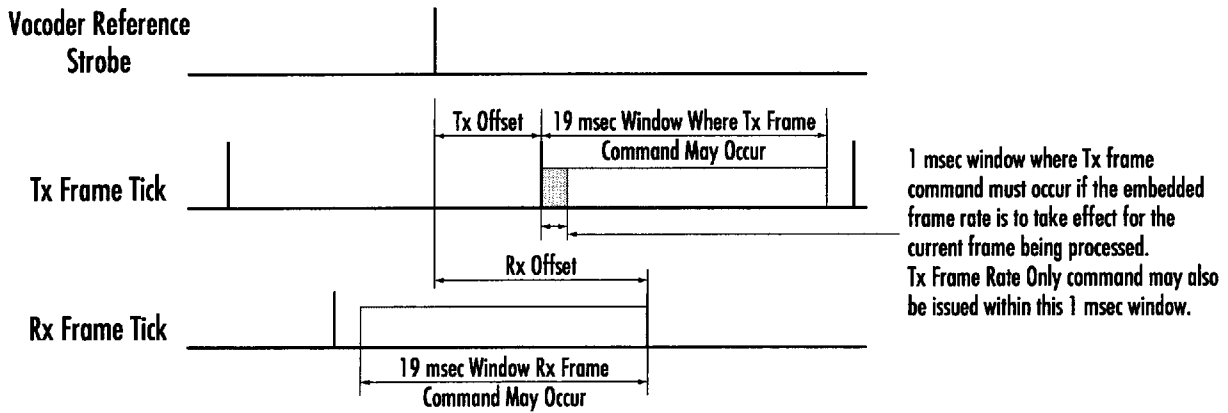 Vocoder Reference
Strobe
Tx Offset
19 msec Window Where Tx Frame
Command May Occur
Tx Frame Tick
1 msec window where Tx frame
command must occur if the embedded
frame rate is to take effect for the
current frame being processed.
Tx Frame Rate Only command may also
be issued within this 1 msec window.
Rx Offset
Rx Frame Tick
19 msec Window Rx Frame
Command May Occur